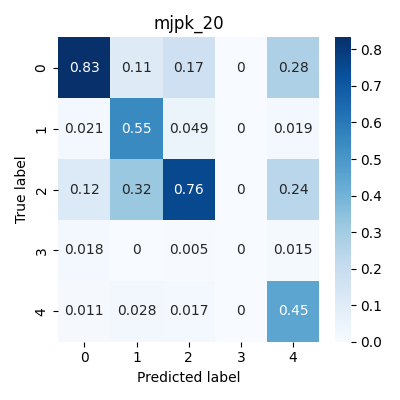 mjpk_20
0 0.83 0.11 0.17 0 0.28 0.8
0.7
1 0.021 0.55 0.049 0 0.019 0.6
0.5
True label
2 0.12 0.32 0.76 0 0.24 0.4
0.3
3 0.018 0 0.005 0 0.015 0.2
0.1
4 0.011 0.028 0.017 0 0.45 0.0
0 1 2 3 4
Predicted label